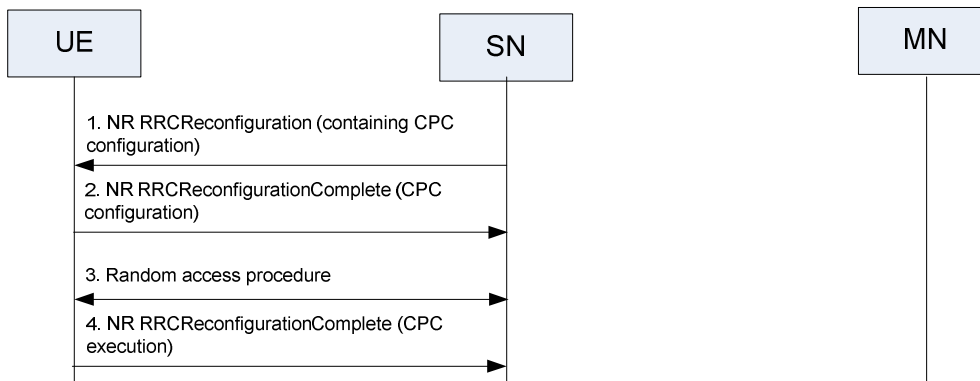 UE
SN
MN
1. NR RRCReconfiguration (containing CPC
configuration)
2. NR RRCReconfigurationComplete (CPC
configuration)
3. Random access procedure
4. NR RRCReconfigurationComplete (CPC
execution)